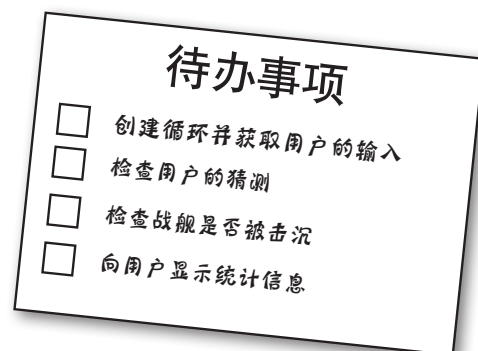 待办事项
创建循环并获取用户的输入
检查用户的猜测
检查战舰是否被击沉
向用户显示统计信息